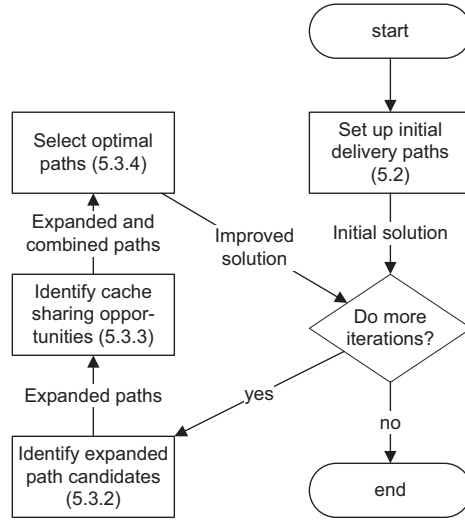 start
Set up initial
delivery paths
(5.2)
Initial solution
Do more
iterations?
yes
no
end
Identify expanded
path candidates
(5.3.2)
Expanded paths
Identify cache
sharing oppor-
tunities (5.3.3)
Expanded and
combined paths
Select optimal
paths (5.3.4)
Improved
solution